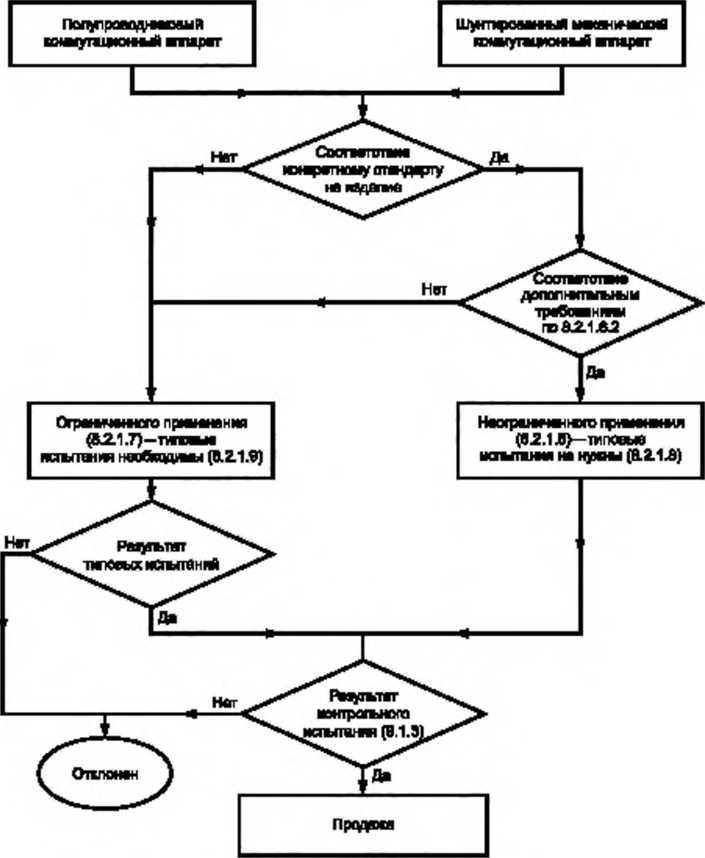 Полупроводниковый
коммутационный аппарат
Шунтированный механический
коммутационный аппарат
Нет
Соответствие
конкретному стандарту
на изделие
Да
Нет
Соответствие
дополнительным
требованиям
по 8.2.1.6.2
Да
Ограниченного применения
(8.2.1.7)—типовые
испытания необходимы (8.2.1.9)
Неограниченного применения
(8.2.1.6)—типовые
испытания не нужны (8.2.1.8)
Нет
Результат
типовых испытаний
Да
Нет
Результат
контрольного
испытания (8.1.3)
Отклонен
Да
Продажа